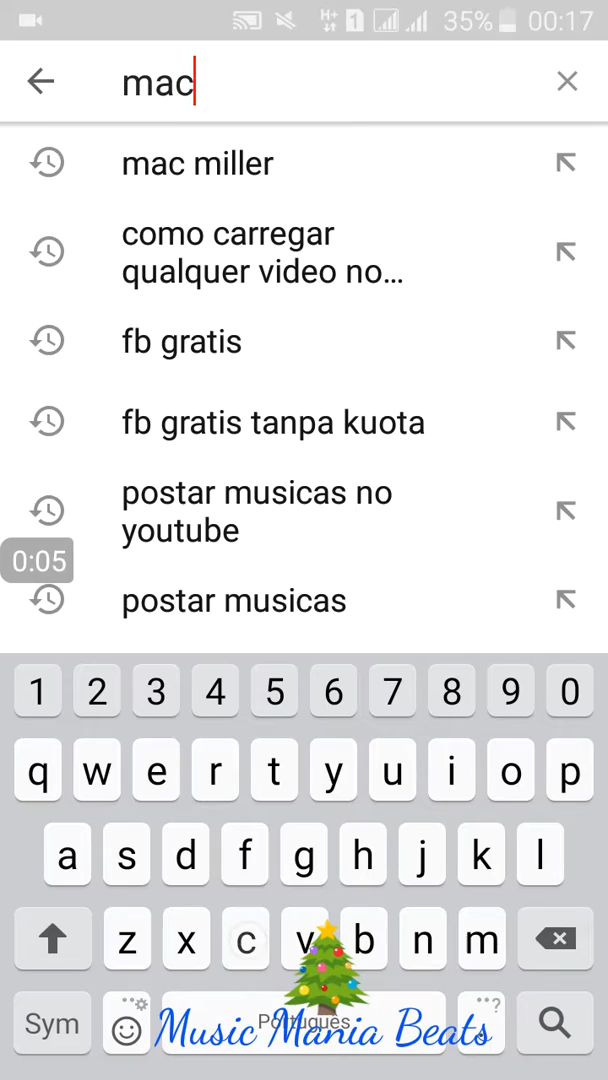 H+ 1 35% 00:17
mac
mac miller
como carregar
qualquer video no...
fb gratis
fb gratis tanpa kuota
postar musicas no
youtube
0:05
postar musicas
1 2 3 4 5 6 7 8 9 0
q w e r t y u i o p
a s d f g h j k l
z x c v b n m
Sym Português ?
Music Mania Beats